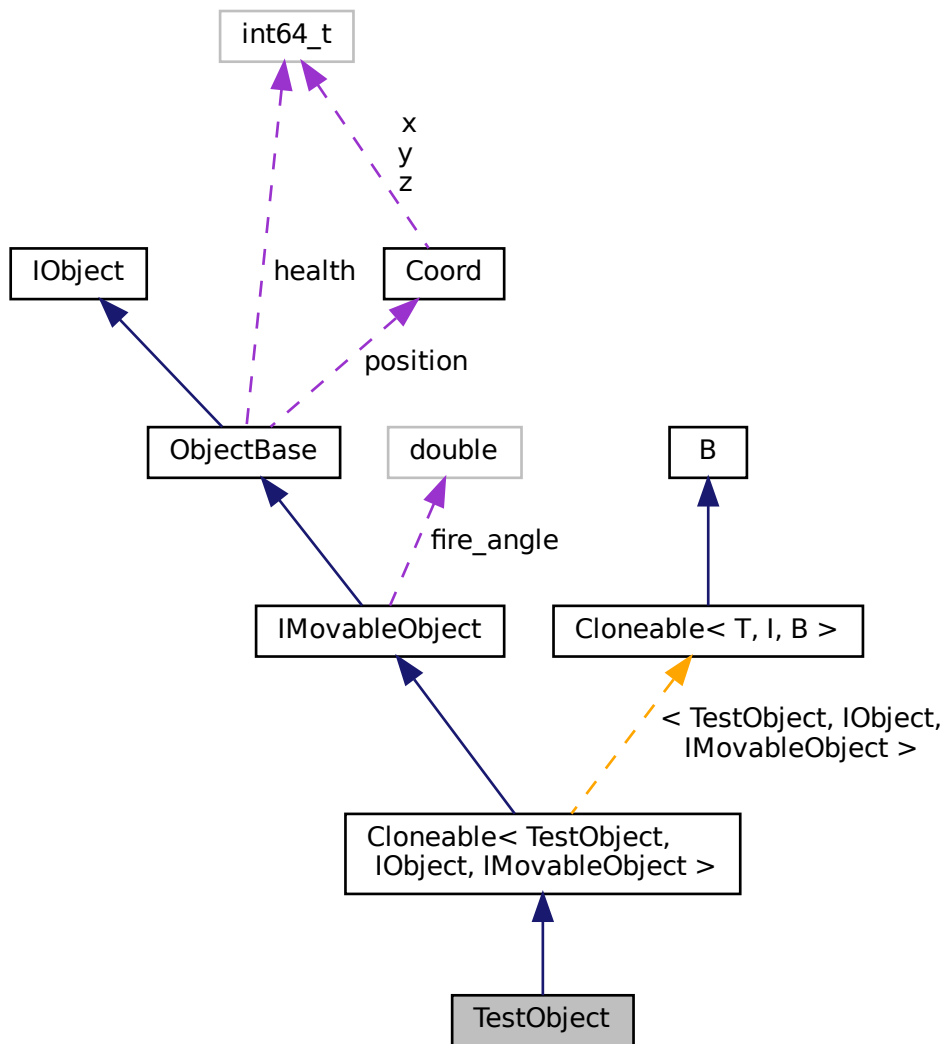 int64_t
x
y
z
IObject
health
Coord
position
ObjectBase
double
B
fire_angle
IMovableObject
Cloneable< T, I, B >
< TestObject, IObject,
IMovableObject >
Cloneable< TestObject,
IObject, IMovableObject >
TestObject